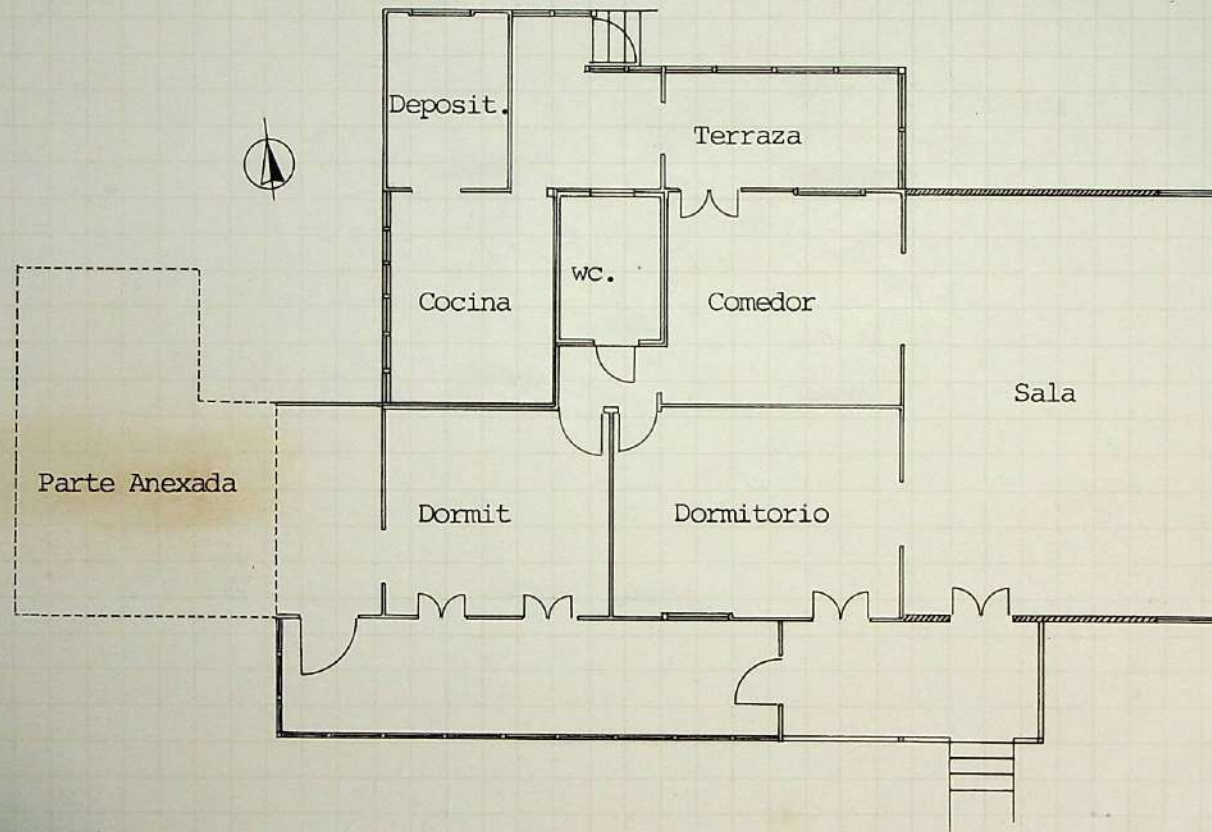 Deposit.
Terraza
wc.
Cocina
Comedor
Sala
Parte Anexada
Dormit
Dormitorio